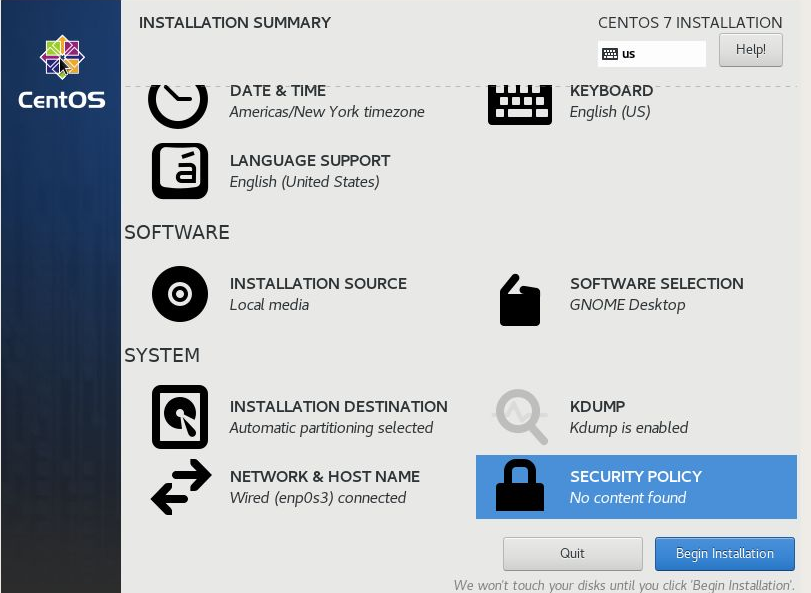 INSTALLATION SUMMARY
CENTOS 7 INSTALLATION
us
Help!
CentOS
DATE & TIME
Americas/New York timezone
KEYBOARD
English (US)
á
LANGUAGE SUPPORT
English (United States)
SOFTWARE
INSTALLATION SOURCE
Local media
SOFTWARE SELECTION
GNOME Desktop
SYSTEM
INSTALLATION DESTINATION
Automatic partitioning selected
KDUMP
Kdump is enabled
NETWORK & HOST NAME
Wired (enp0s3) connected
SECURITY POLICY
No content found
Quit
Begin Installation
We won't touch your disks until you click 'Begin Installation'.